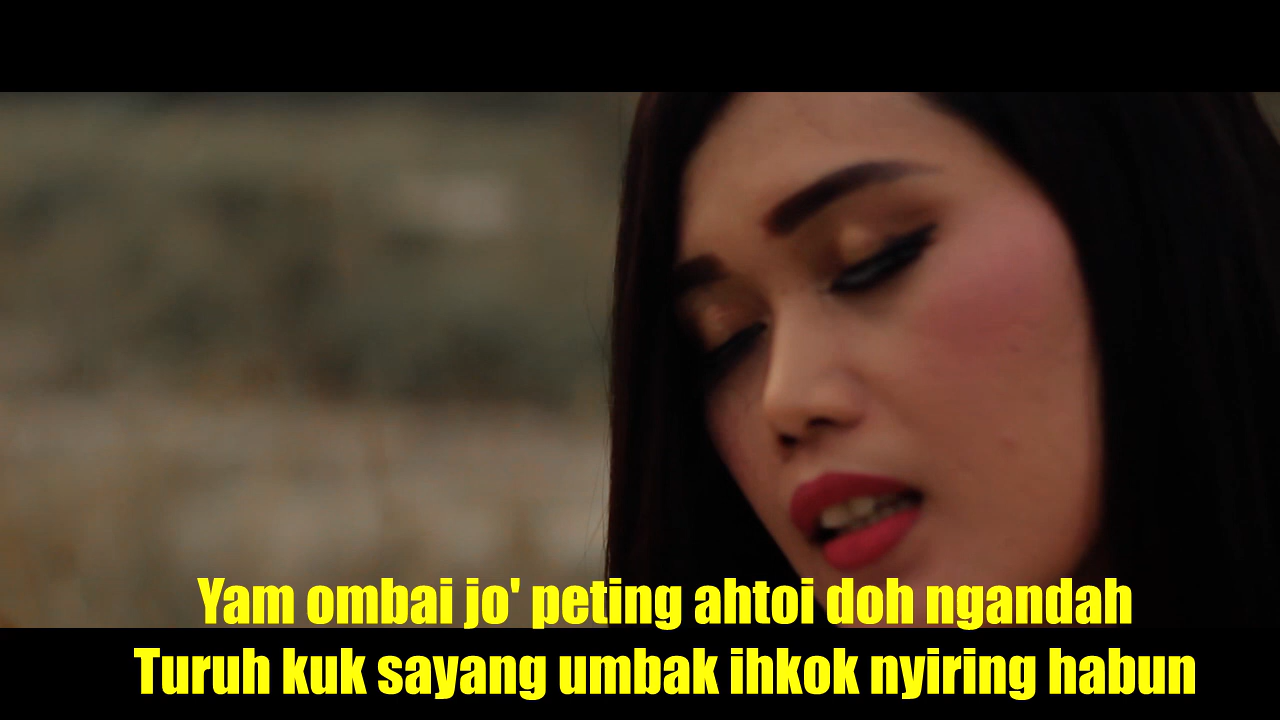 Yam ombai jo' peting ahtoi doh ngandah
Turuh kuk sayang umbak ihkok nyiring habun